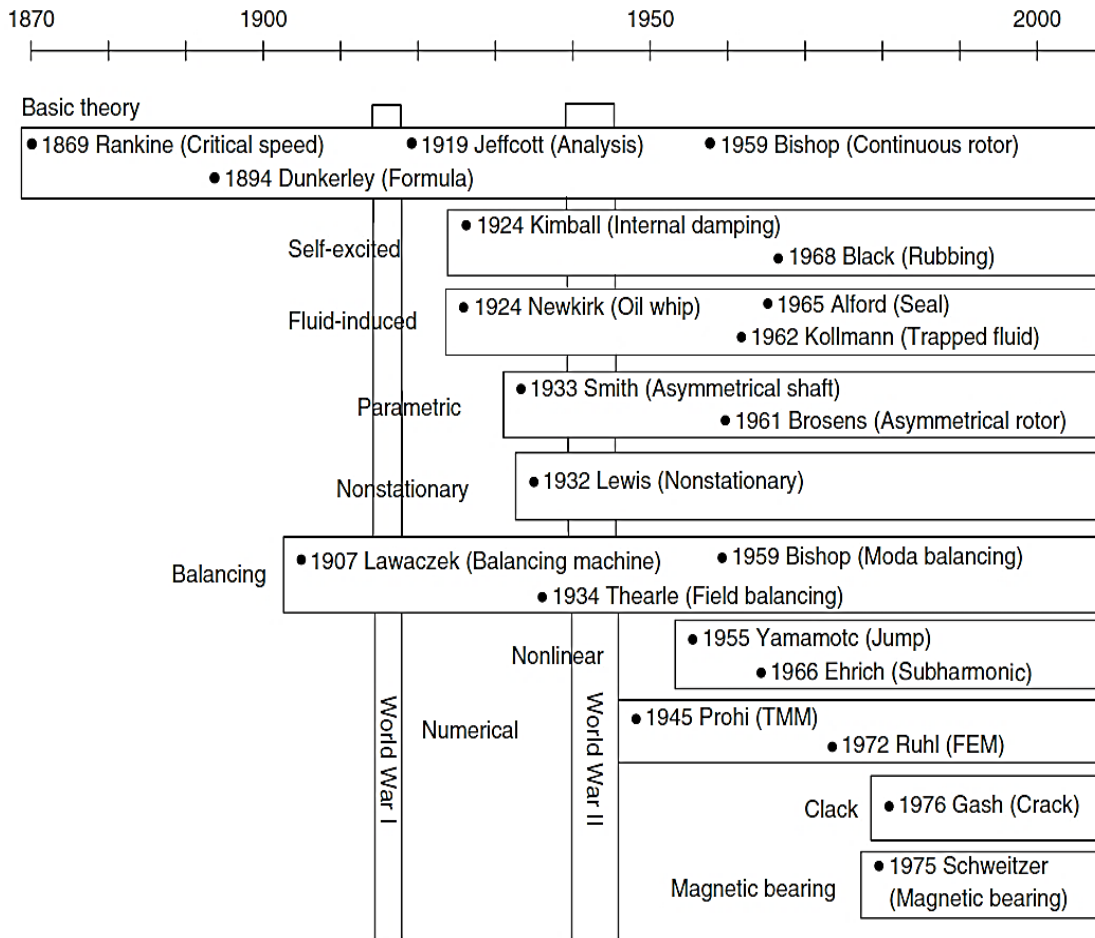 1870 1900 1950 2000
Basic theory
1869 Rankine (Critical speed)
1919 Jeffcott (Analysis)
1959 Bishop (Continuous rotor)
1894 Dunkerley (Formula)
Self-excited
1924 Kimball (Internal damping)
1968 Black (Rubbing)
Fluid-induced
1924 Newkirk (Oil whip)
1965 Alford (Seal)
1962 Kollmann (Trapped fluid)
Parametric
1933 Smith (Asymmetrical shaft)
1961 Brosens (Asymmetrical rotor)
Nonstationary
1932 Lewis (Nonstationary)
Balancing
1907 Lawaczek (Balancing machine)
1959 Bishop (Moda balancing)
1934 Thearle (Field balancing)
Nonlinear
1955 Yamamotc (Jump)
1966 Ehrich (Subharmonic)
World War I
World War II
Numerical
1945 Prohi (TMM)
1972 Ruhl (FEM)
Clack
1976 Gash (Crack)
Magnetic bearing
1975 Schweitzer
(Magnetic bearing)